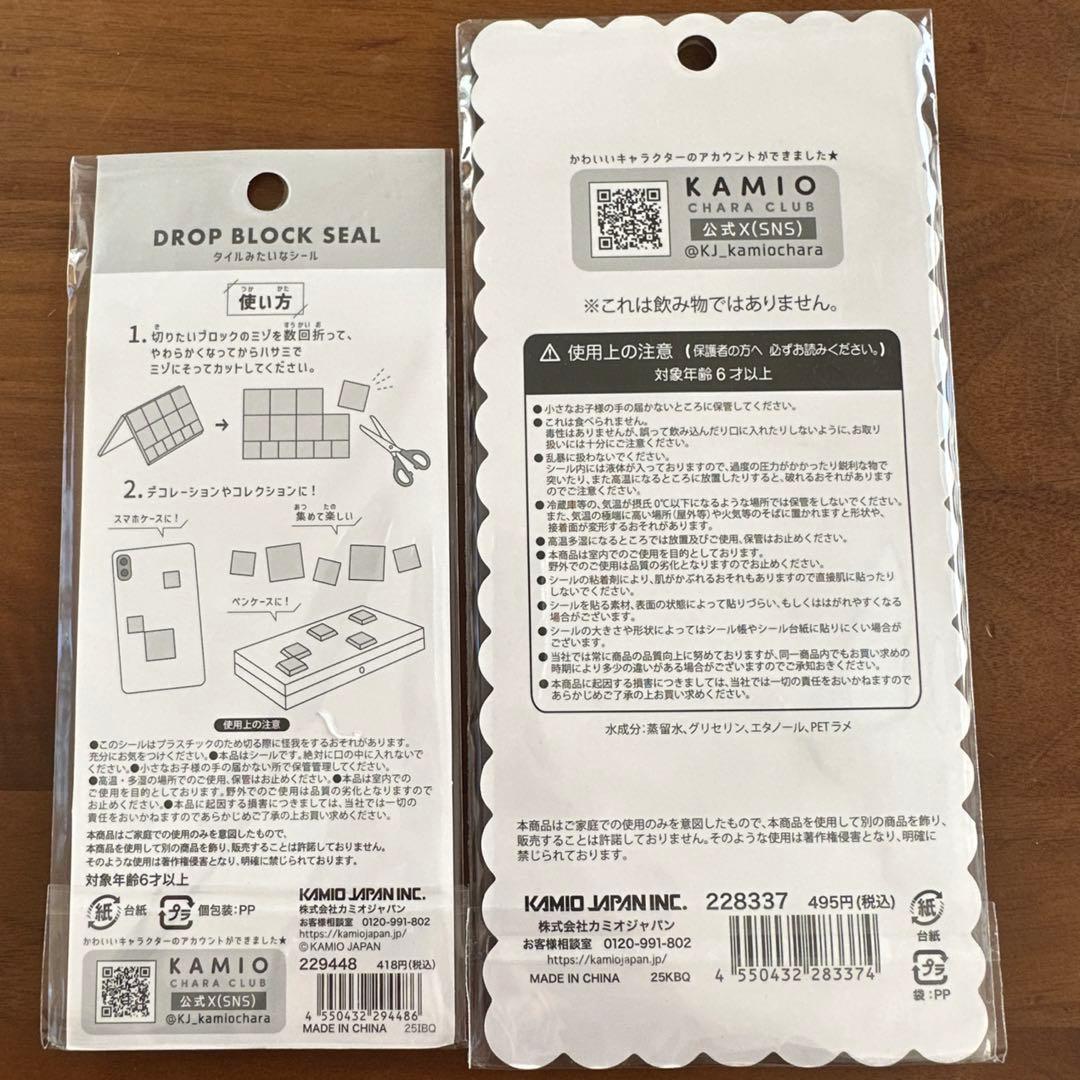 DROP BLOCK SEAL
タイルみたいなシール
つか かた
使い方
き すうかい お
1. 切りたいブロックのミゾを数回折って、
やわらかくなってからハサミで
ミゾにそってカットしてください。
2. デコレーションやコレクションに！
スマホケースに！
あつ たの
集めて楽しい
ペンケースに！
使用上の注意
●このシールはプラスチックのため切る際に怪我をするおそれがあります。
充分にお気をつけください。●本品はシールです。絶対に口の中に入れないで
ください。●小さなお子様の手の届かない所で保管管理してください。
●高温・多湿の場所でのご使用、保管はお止めください。●本品は室内での
ご使用を目的としております。野外でのご使用は品質の劣化となりますので
お止めください。●本品に起因する損害につきましては、当社では一切の
責任をおいかねますのであらかじめご了承の上お買い求めください。
本商品はご家庭での使用のみを意図したもので、
本商品を使用して別の商品を飾り、販売することは許諾しておりません。
そのような使用は著作権侵害となり、明確に禁じられております。
対象年齢6才以上
紙 台紙 プラ 個包装:PP
かわいいキャラクターのアカウントができました★
KAMIO
CHARA CLUB
公式X(SNS)
@KJ_kamiochara
KAMIO JAPAN INC.
株式会社カミオジャパン
お客様相談室 0120-991-802
https://kamiojapan.jp/
©KAMIO JAPAN
229448 418円(税込)
4 550432 294486
MADE IN CHINA 25IBQ
かわいいキャラクターのアカウントができました★
KAMIO
CHARA CLUB
公式X(SNS)
@KJ_kamiochara
※これは飲み物ではありません。
使用上の注意 (保護者の方へ 必ずお読みください。)
対象年齢6才以上
●小さなお子様の手の届かないところに保管してください。
●これは食べられません。
毒性はありませんが、誤って飲み込んだり口に入れたりしないように、お取り
扱いには十分にご注意ください。
●乱暴に扱わないでください。
シール内には液体が入っておりますので、過度の圧力がかかったり鋭利な物で
突いたり、また高温になるところに放置したりすると、破れるおそれがあります
のでご注意ください。
●冷蔵庫等の、気温が摂氏0℃以下になるような場所では保管をしないでください。
また、気温の極端に高い場所(屋外等)や火気等のそばに置かれますと形状や、
接着面が変形するおそれがあります。
●高温多湿になるところでは放置及びご使用、保管はお止めください。
●本商品は室内でのご使用を目的としております。
野外でのご使用は品質の劣化となりますのでお止めください。
●シールの粘着剤により、肌がかぶれるおそれもありますので直接肌に貼ったり
しないでください。
●シールを貼る素材、表面の状態によって貼りづらい、もしくははがれやすくなる
場合がございます。
●シールの大きさや形状によってはシール帳やシール台紙に貼りにくい場合が
ございます。
●当社では常に商品の品質向上に努めておりますが、同一商品内でもお買い求めの
時期により多少の違いがある場合がございますのでご承知おきください。
●本商品に起因する損害につきましては、当社では一切の責任をおいかねますので
あらかじめご了承の上お買い求めください。
水成分：蒸留水、グリセリン、エタノール、PETラメ
本商品はご家庭での使用のみを意図したもので、本商品を使用して別の商品を飾り、
販売することは許諾しておりません。そのような使用は著作権侵害となり、明確に
禁じられております。
KAMIO JAPAN INC. 228337 495円(税込)
株式会社カミオジャパン
お客様相談室 0120-991-802
https://kamiojapan.jp/
MADE IN CHINA 25KBQ
4 550432 283374
紙
台紙
プラ
袋:PP